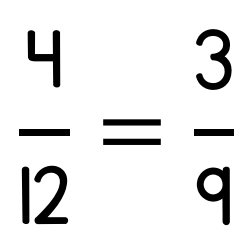 4/12 = 3/9